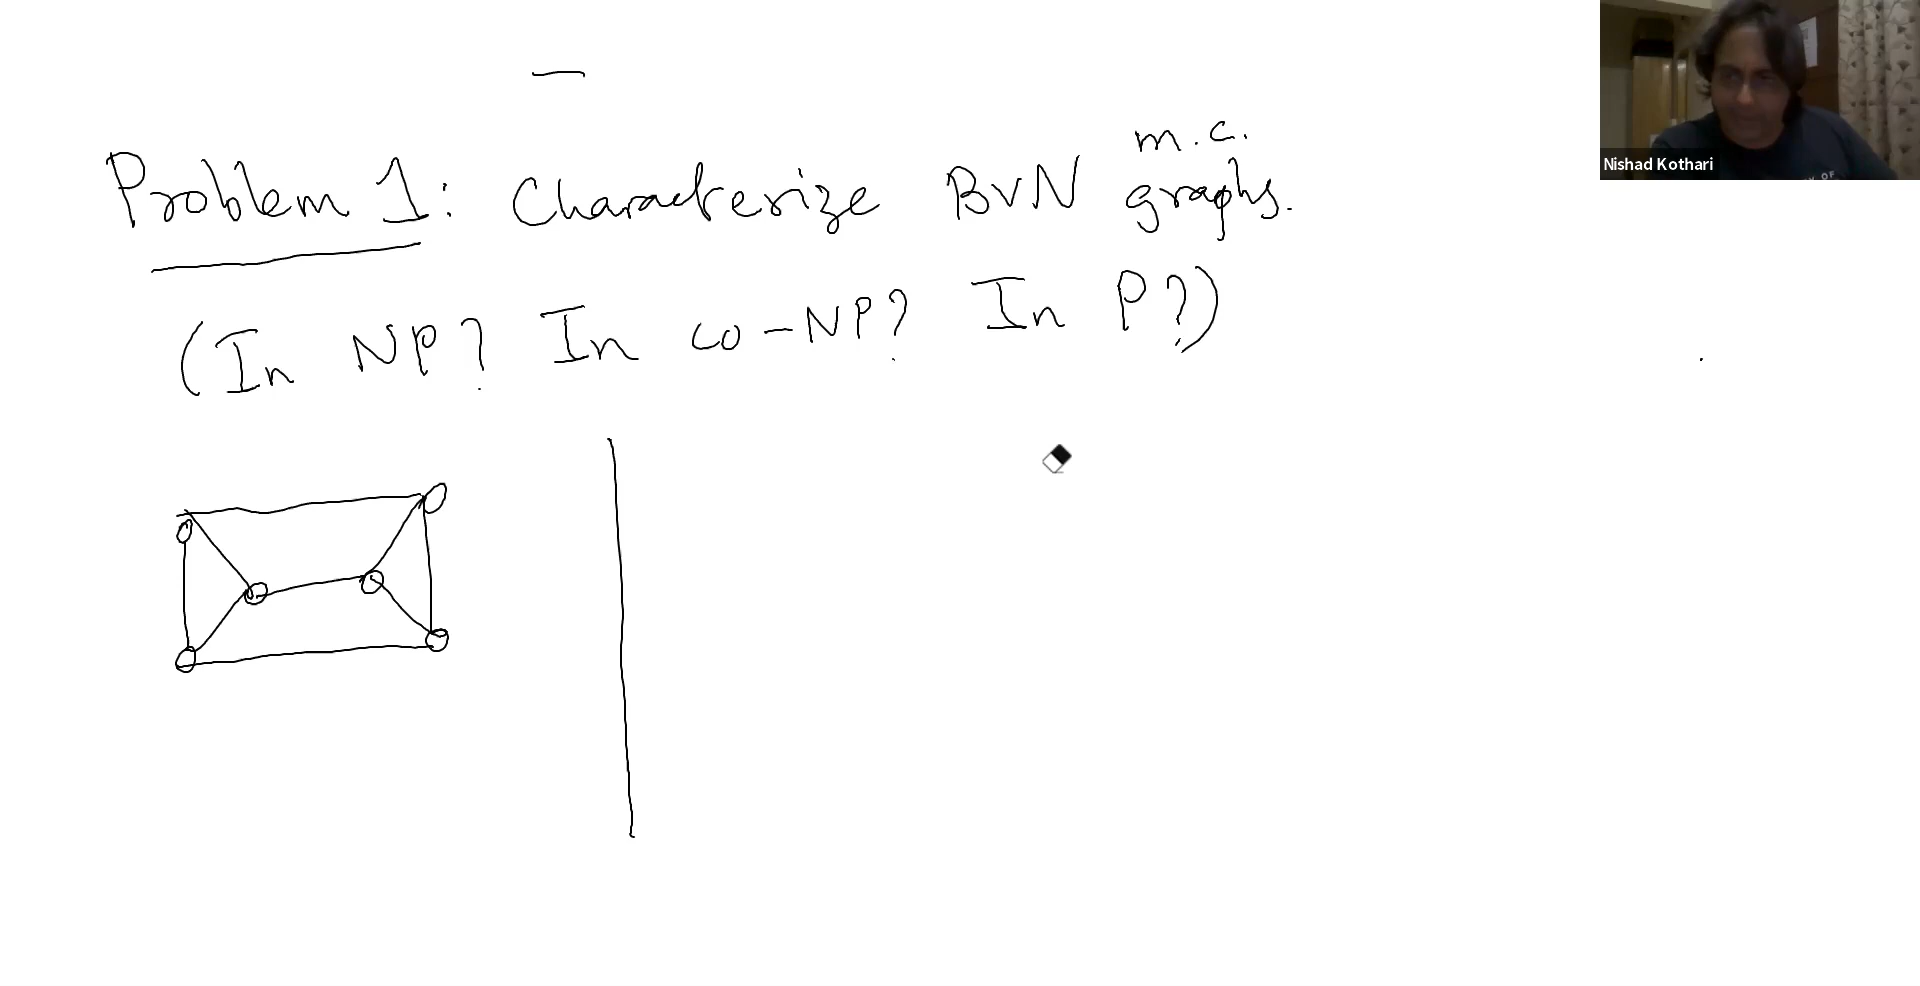 m.c.
Problem 1: Characterize BVN graphs.
(In NP? In co-NP? In P?)
Nishad Kothari